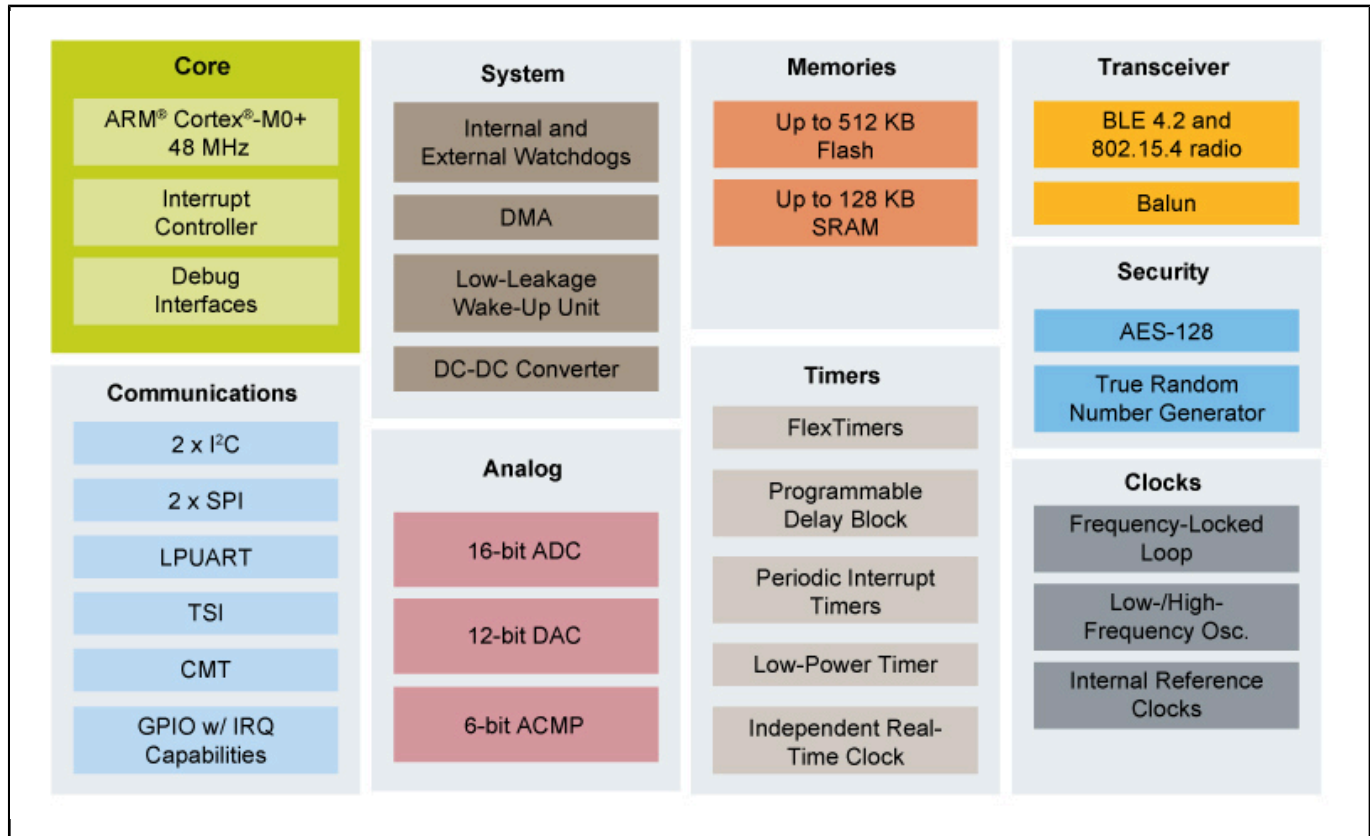 Core
ARM® Cortex®-M0+
48 MHz
Interrupt
Controller
Debug
Interfaces
Communications
2 x I²C
2 x SPI
LPUART
TSI
CMT
GPIO w/ IRQ
Capabilities
System
Internal and
External Watchdogs
DMA
Low-Leakage
Wake-Up Unit
DC-DC Converter
Analog
16-bit ADC
12-bit DAC
6-bit ACMP
Memories
Up to 512 KB
Flash
Up to 128 KB
SRAM
Timers
FlexTimers
Programmable
Delay Block
Periodic Interrupt
Timers
Low-Power Timer
Independent Real-
Time Clock
Transceiver
BLE 4.2 and
802.15.4 radio
Balun
Security
AES-128
True Random
Number Generator
Clocks
Frequency-Locked
Loop
Low-/High-
Frequency Osc.
Internal Reference
Clocks